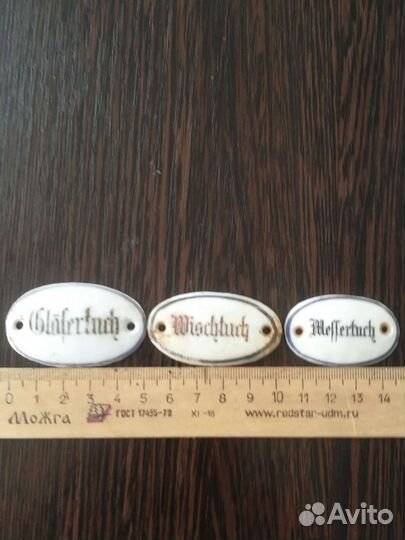 Gläsertuch Wischtuch Messertuch
0 1 2 3 4 5 6 7 8 9 10 11 12 13 14
Можга ГОСТ 17435-72 XI-16 www.redstar-udm.ru
Avito